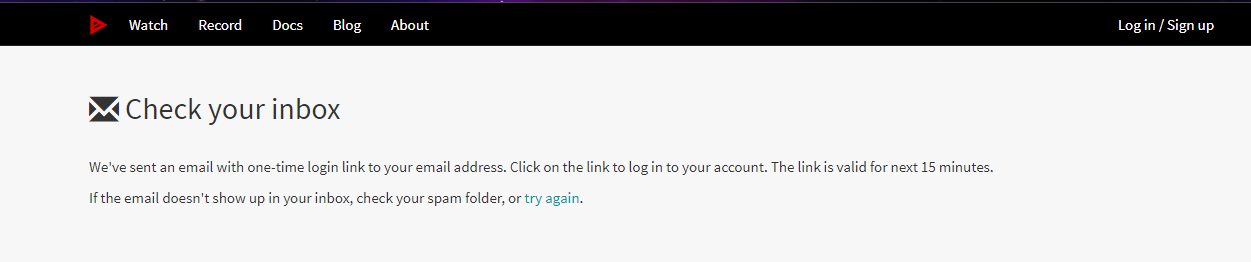 Watch Record Docs Blog About Log in / Sign up
Check your inbox
We've sent an email with one-time login link to your email address. Click on the link to log in to your account. The link is valid for next 15 minutes.
If the email doesn't show up in your inbox, check your spam folder, or try again.